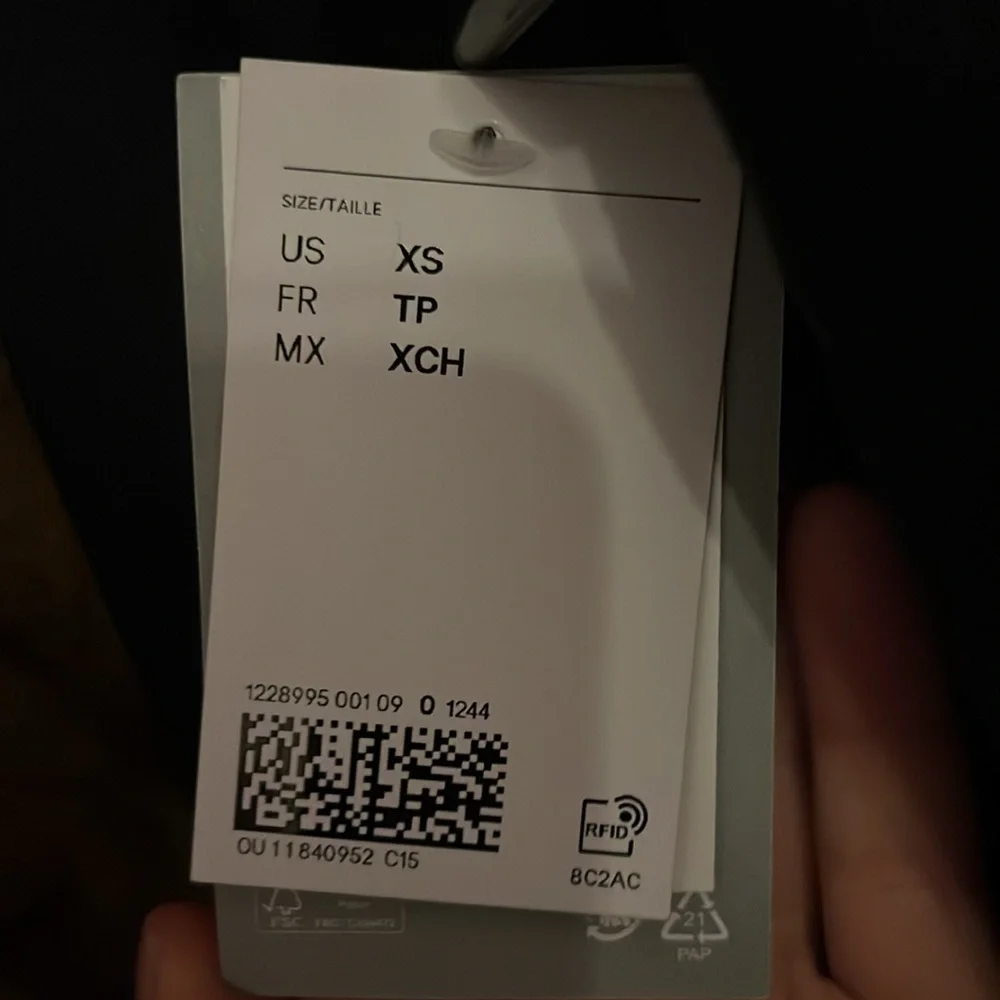 SIZE/TAILLE
US XS
FR TP
MX XCH
1228995 001 09 0 1244
OU 11840952 C15
RFID
8C2AC
FSC
21
PAP